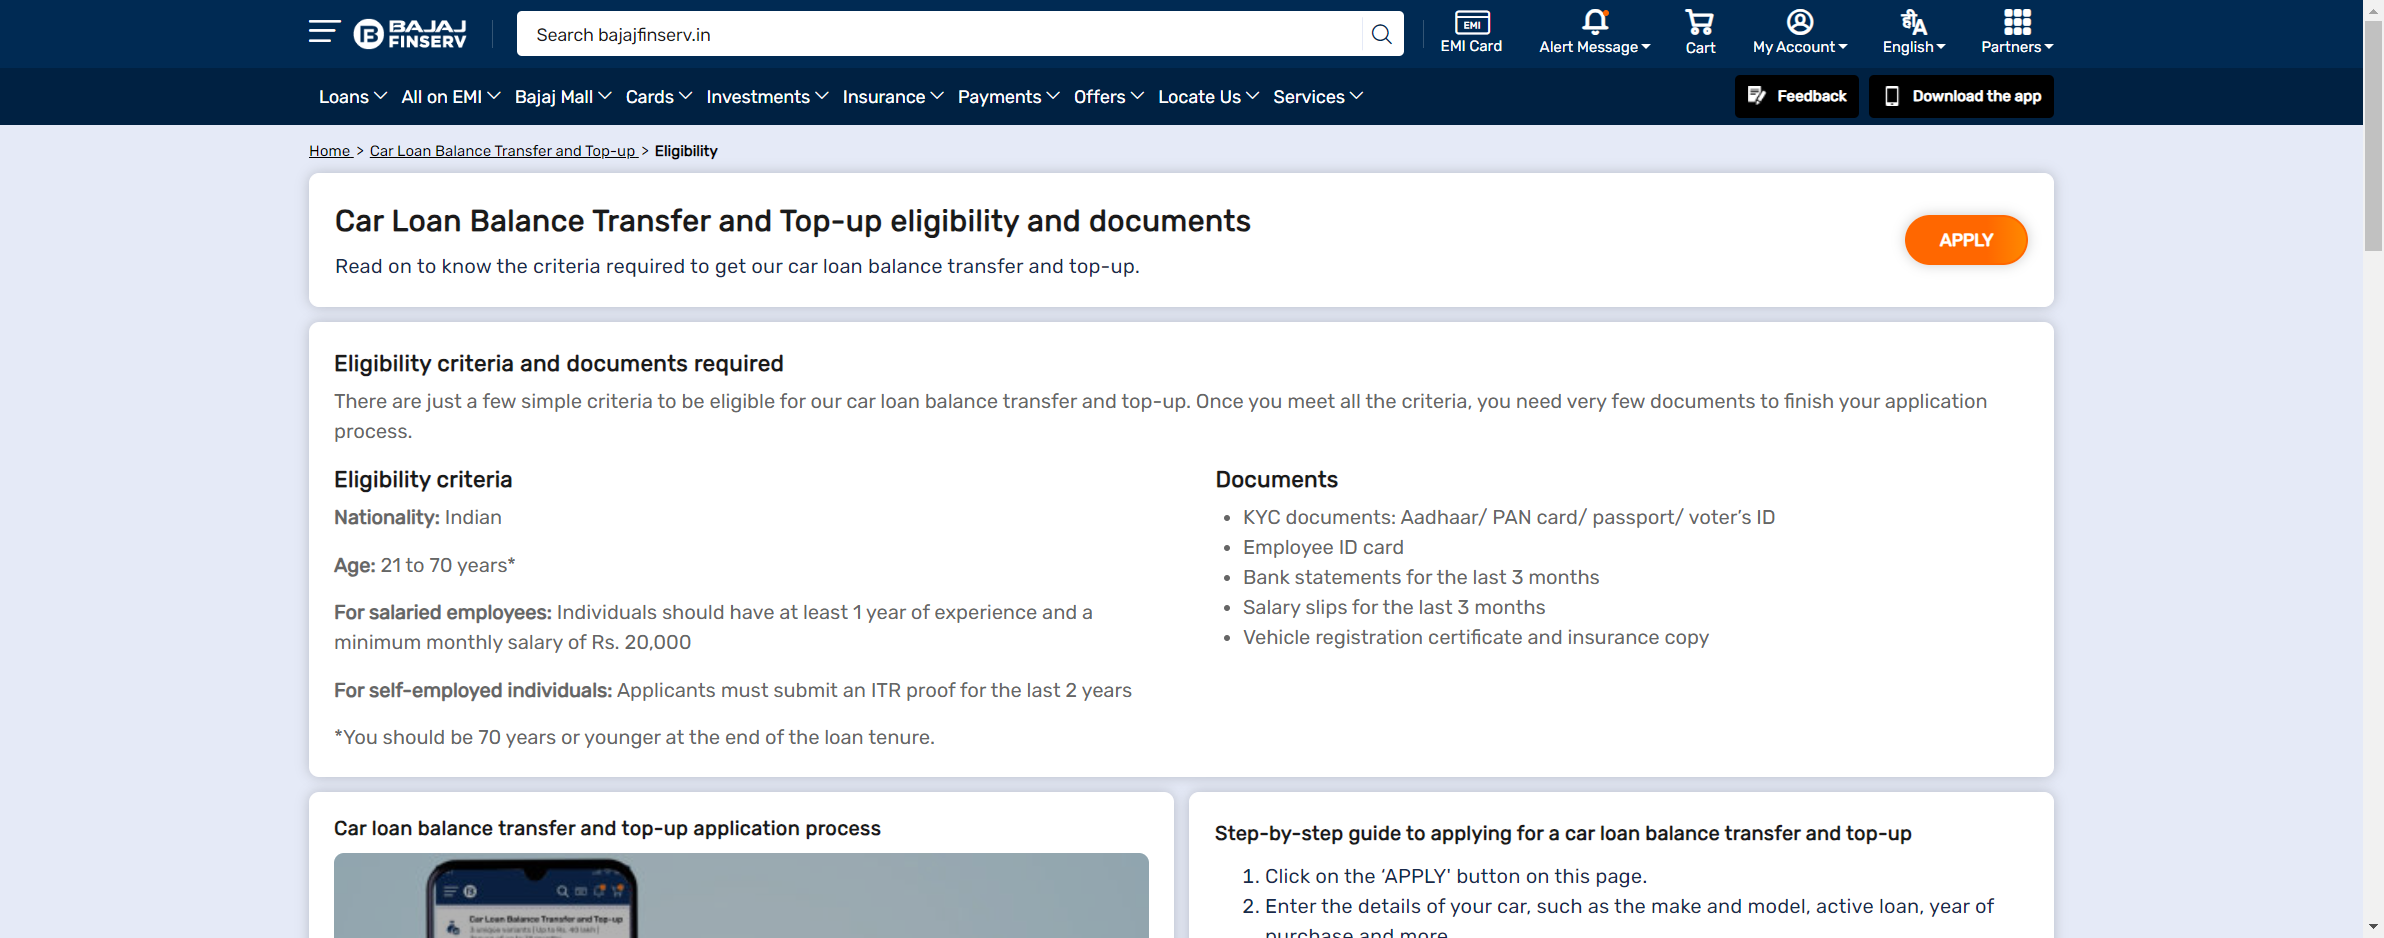 BAJAJ
FINSERV
Search bajajfinserv.in
EMI
EMI Card
Alert Message
Cart
My Account
ही A
English
Partners
Loans All on EMI Bajaj Mall Cards Investments Insurance Payments Offers Locate Us Services
Feedback
Download the app
Home > Car Loan Balance Transfer and Top-up > Eligibility
Car Loan Balance Transfer and Top-up eligibility and documents
Read on to know the criteria required to get our car loan balance transfer and top-up.
APPLY
Eligibility criteria and documents required
There are just a few simple criteria to be eligible for our car loan balance transfer and top-up. Once you meet all the criteria, you need very few documents to finish your application
process.
Eligibility criteria
Nationality: Indian
Age: 21 to 70 years*
For salaried employees: Individuals should have at least 1 year of experience and a
minimum monthly salary of Rs. 20,000
For self-employed individuals: Applicants must submit an ITR proof for the last 2 years
*You should be 70 years or younger at the end of the loan tenure.
Documents
• KYC documents: Aadhaar/ PAN card/ passport/ voter’s ID
• Employee ID card
• Bank statements for the last 3 months
• Salary slips for the last 3 months
• Vehicle registration certificate and insurance copy
Car loan balance transfer and top-up application process
Car Loan Balance Transfer and Top-up
3 unique variants | Up to Rs. 40 lakh |
Step-by-step guide to applying for a car loan balance transfer and top-up
1. Click on the ‘APPLY' button on this page.
2. Enter the details of your car, such as the make and model, active loan, year of
purchase and more